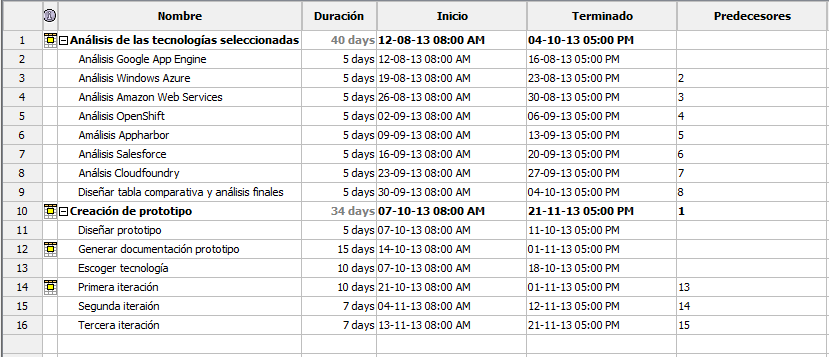 Nombre Duración Inicio Terminado Predecesores
1 Análisis de las tecnologías seleccionadas 40 days 12-08-13 08:00 AM 04-10-13 05:00 PM
2 Análisis Google App Engine 5 days 12-08-13 08:00 AM 16-08-13 05:00 PM
3 Análisis Windows Azure 5 days 19-08-13 08:00 AM 23-08-13 05:00 PM 2
4 Análisis Amazon Web Services 5 days 26-08-13 08:00 AM 30-08-13 05:00 PM 3
5 Análisis OpenShift 5 days 02-09-13 08:00 AM 06-09-13 05:00 PM 4
6 Amálisis Appharbor 5 days 09-09-13 08:00 AM 13-09-13 05:00 PM 5
7 Análisis Salesforce 5 days 16-09-13 08:00 AM 20-09-13 05:00 PM 6
8 Análsis Cloudfoundry 5 days 23-09-13 08:00 AM 27-09-13 05:00 PM 7
9 Diseñar tabla comparativa y análisis finales 5 days 30-09-13 08:00 AM 04-10-13 05:00 PM 8
10 Creación de prototipo 34 days 07-10-13 08:00 AM 21-11-13 05:00 PM 1
11 Diseñar prototipo 5 days 07-10-13 08:00 AM 11-10-13 05:00 PM
12 Generar documentación prototipo 15 days 14-10-13 08:00 AM 01-11-13 05:00 PM
13 Escoger tecnología 10 days 07-10-13 08:00 AM 18-10-13 05:00 PM
14 Primera iteración 10 days 21-10-13 08:00 AM 01-11-13 05:00 PM 13
15 Segunda iteraión 7 days 04-11-13 08:00 AM 12-11-13 05:00 PM 14
16 Tercera iteración 7 days 13-11-13 08:00 AM 21-11-13 05:00 PM 15